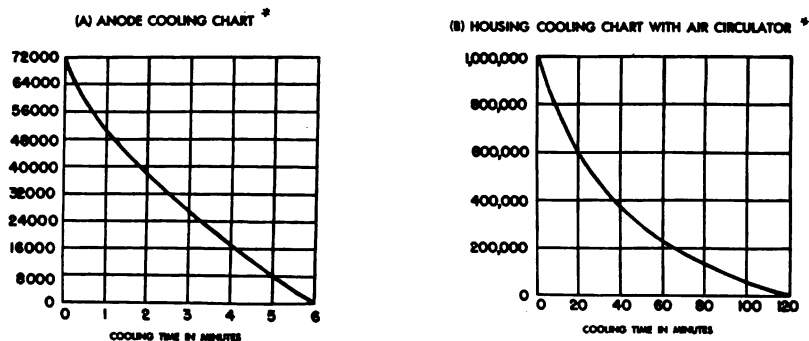 (A) ANODE COOLING CHART *
72000
64000
56000
48000
40000
32000
24000
16000
8000
0
0 1 2 3 4 5 6
COOLING TIME IN MINUTES
(B) HOUSING COOLING CHART WITH AIR CIRCULATOR *
1,000,000
800,000
600,000
400,000
200,000
0
0 20 40 60 80 100 120
COOLING TIME IN MINUTES